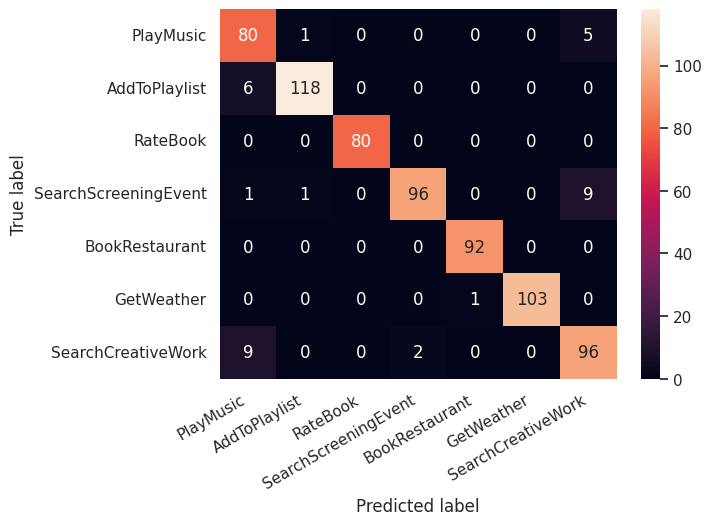 PlayMusic 80 1 0 0 0 0 5
AddToPlaylist 6 118 0 0 0 0 0
RateBook 0 0 80 0 0 0 0
SearchScreeningEvent 1 1 0 96 0 0 9
BookRestaurant 0 0 0 0 92 0 0
GetWeather 0 0 0 0 1 103 0
SearchCreativeWork 9 0 0 2 0 0 96
True label
PlayMusic
AddToPlaylist
RateBook
SearchScreeningEvent
BookRestaurant
GetWeather
SearchCreativeWork
Predicted label
100
80
60
40
20
0